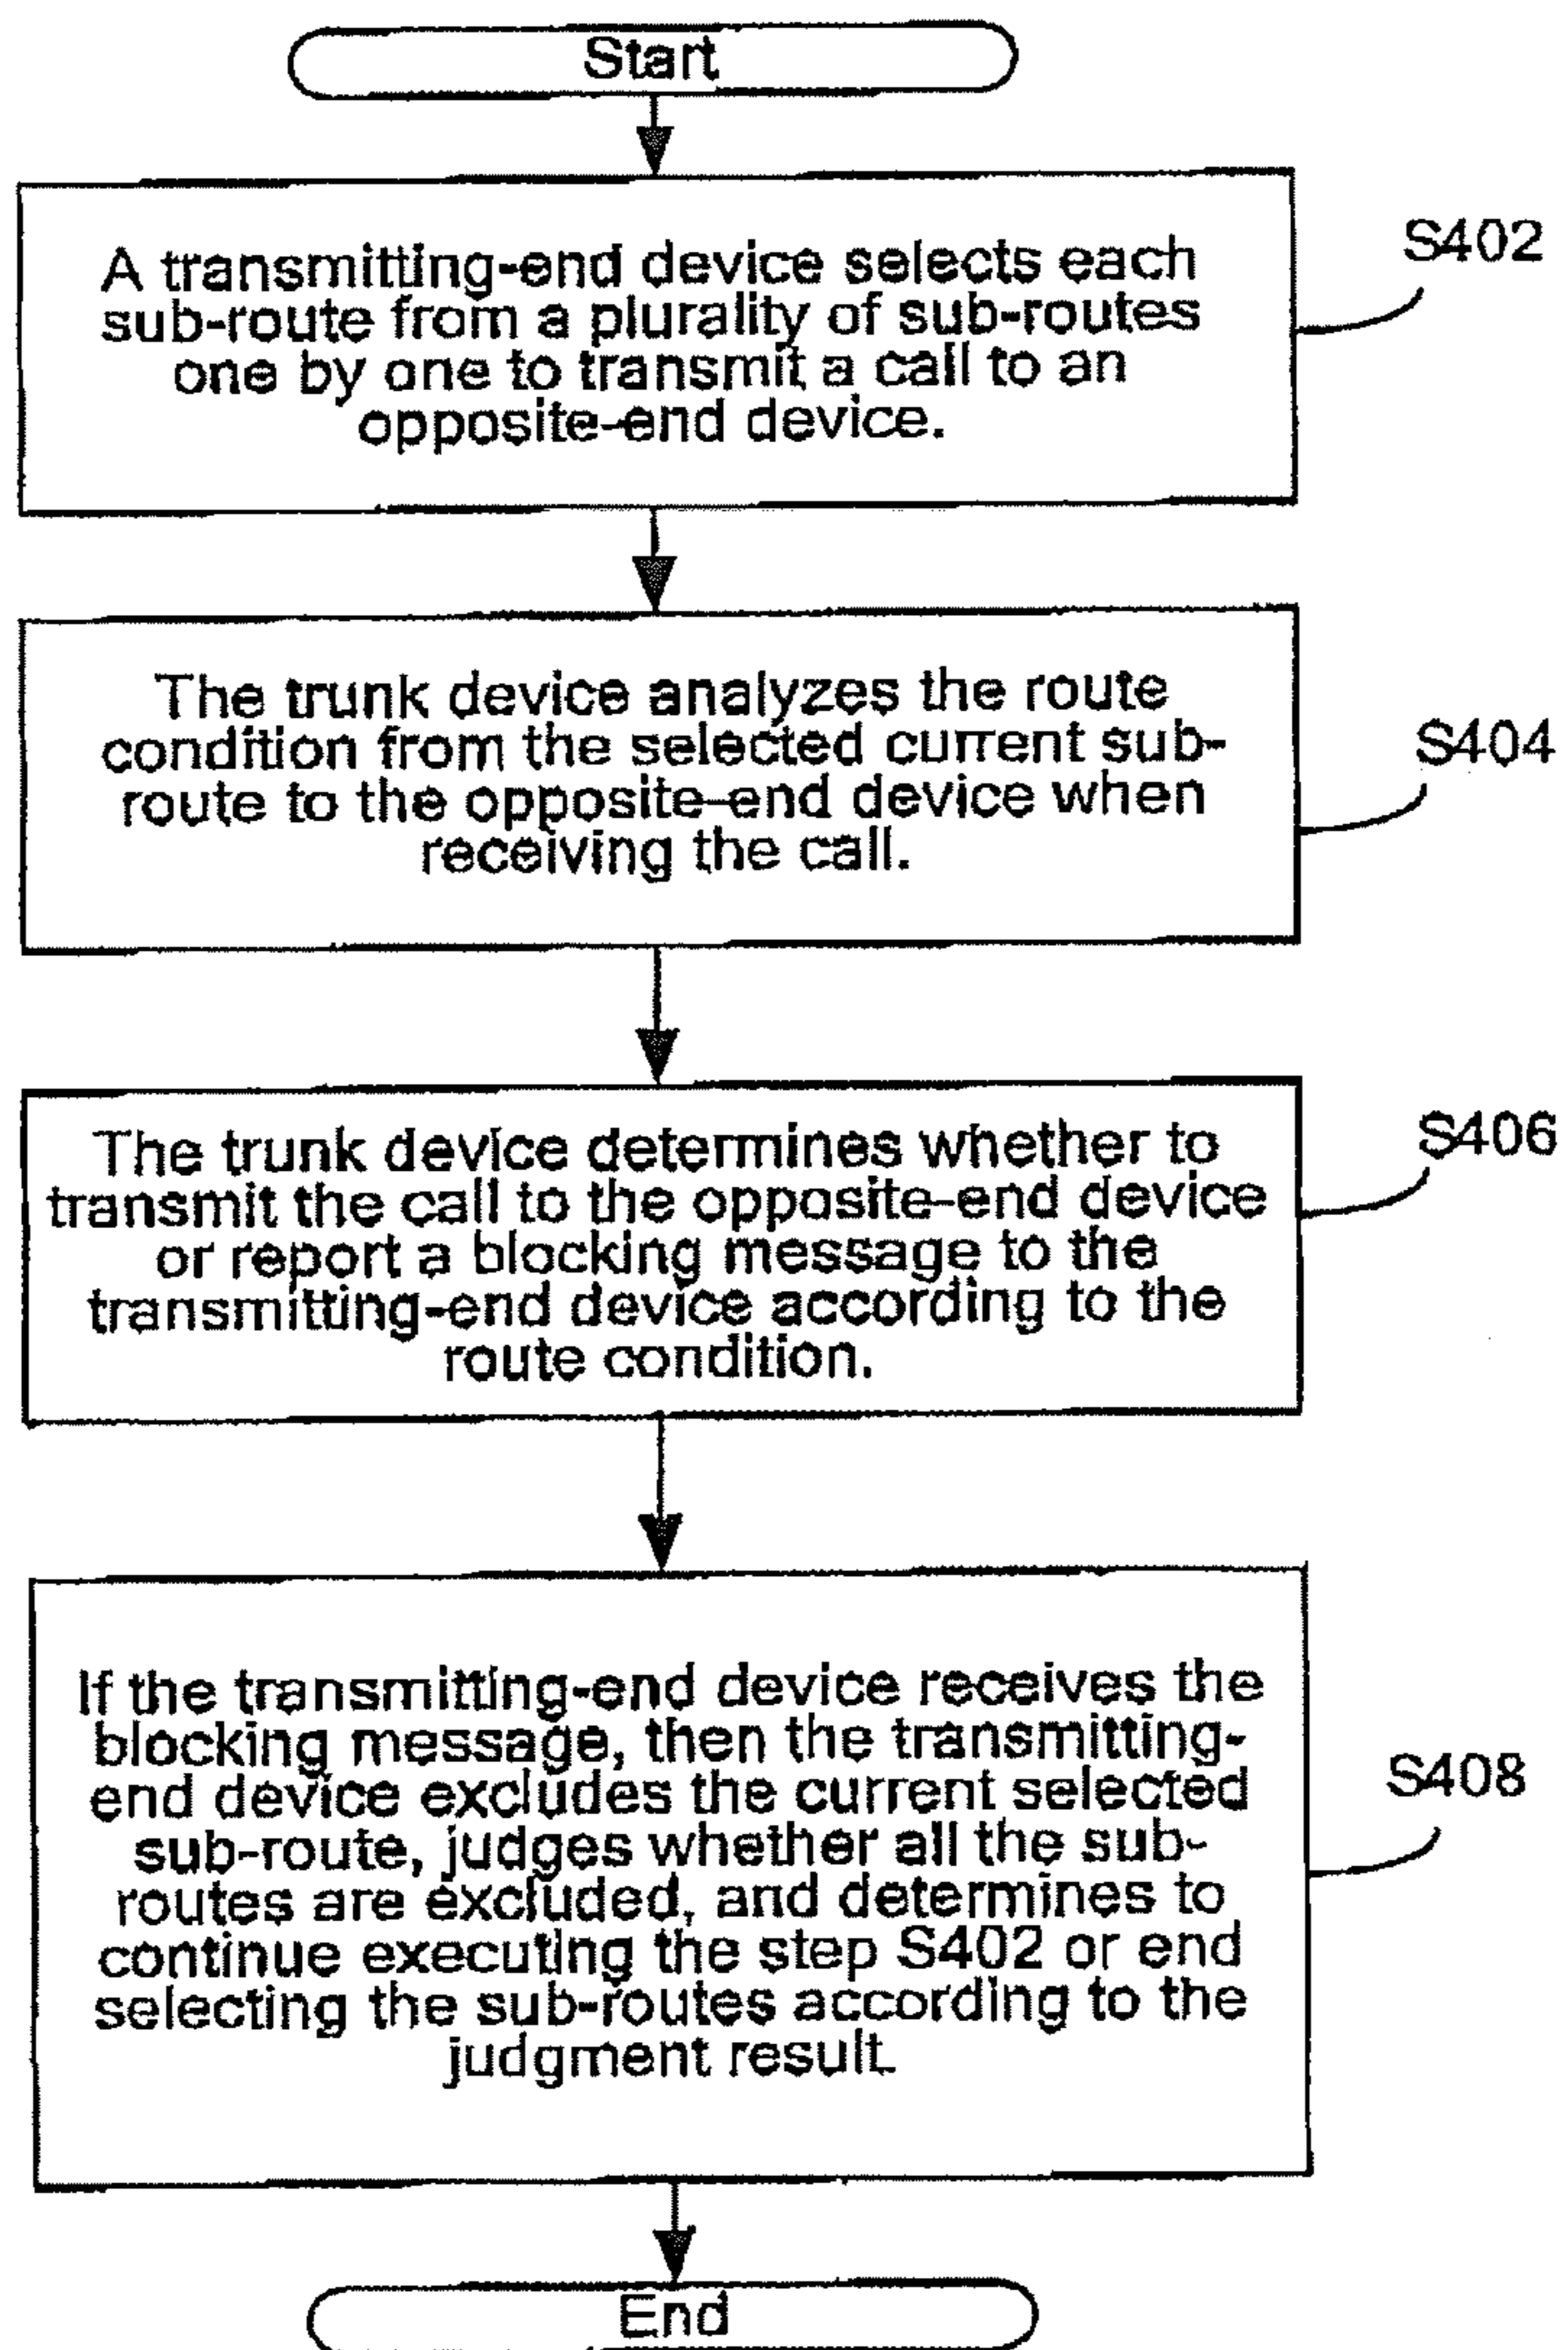 Start
A transmitting-end device selects each
sub-route from a plurality of sub-routes
one by one to transmit a call to an
opposite-end device.
S402
The trunk device analyzes the route
condition from the selected current sub-
route to the opposite-end device when
receiving the call.
S404
The trunk device determines whether to
transmit the call to the opposite-end device
or report a blocking message to the
transmitting-end device according to the
route condition.
S406
If the transmitting-end device receives the
blocking message, then the transmitting-
end device excludes the current selected
sub-route, judges whether all the sub-
routes are excluded, and determines to
continue executing the step S402 or end
selecting the sub-routes according to the
judgment result.
S408
End